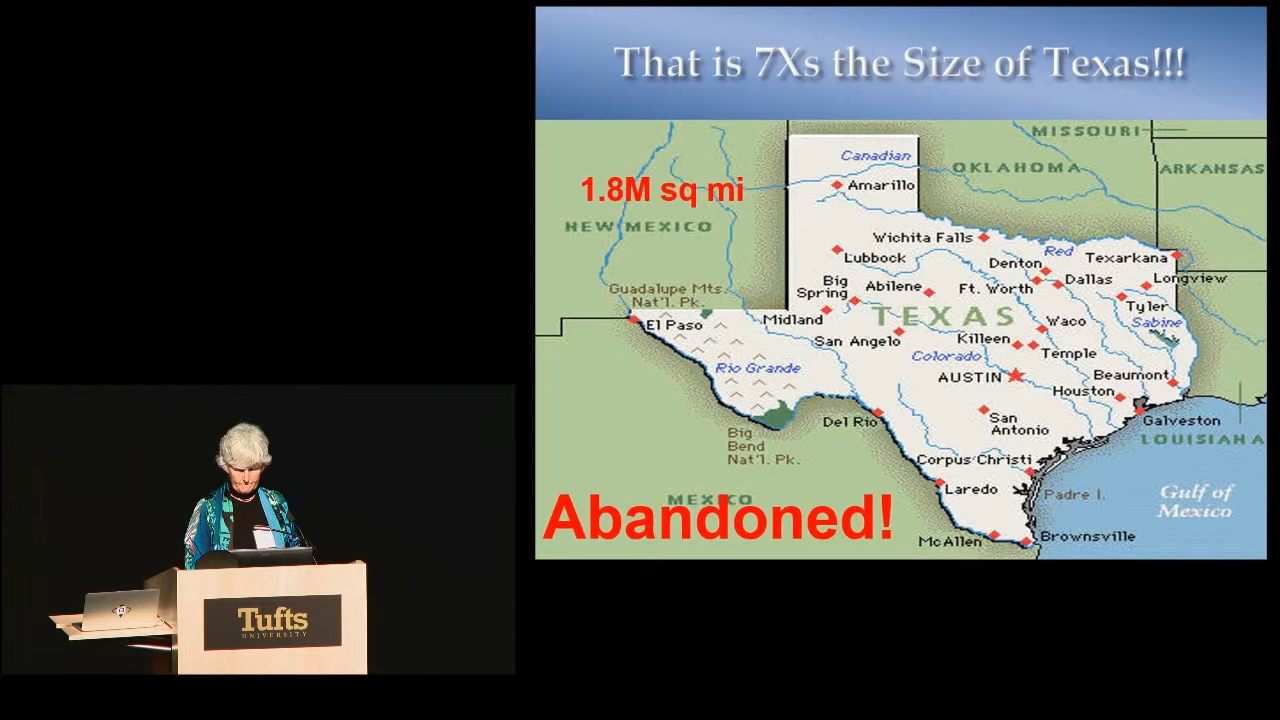 That is 7Xs the Size of Texas!!!
MISSOURI
Canadian
OKLAHOMA
ARKANSAS
1.8M sq mi
Amarillo
NEW MEXICO
Wichita Falls
Red
Texarkana
Lubbock
Denton
Big
Spring
Abilene
Ft. Worth
Dallas
Longview
Guadalupe Mts.
Nat'l. Pk.
Tyler
El Paso
Midland
TEXAS
Waco
Sabine
San Angelo
Killeen
Temple
Colorado
Rio Grande
AUSTIN
Beaumont
Houston
Del Rio
San
Antonio
Galveston
LOUISIANA
Big
Bend
Nat'l. Pk.
Corpus Christi
Laredo
Padre I.
Gulf of
Mexico
MEXICO
Abandoned!
McAllen
Brownsville
Tufts
UNIVERSITY